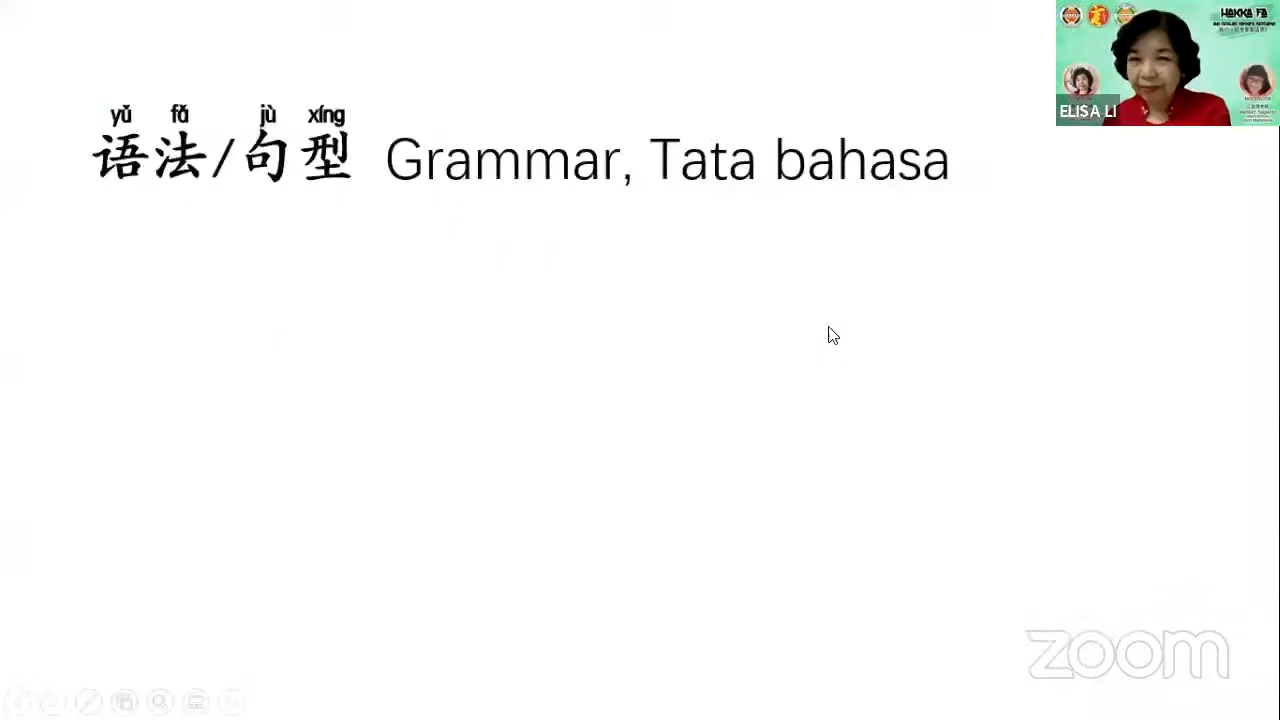 yǔ fǎ jù xíng
语法/句型 Grammar, Tata bahasa
HAKKA FA
ELISA LI
zoom